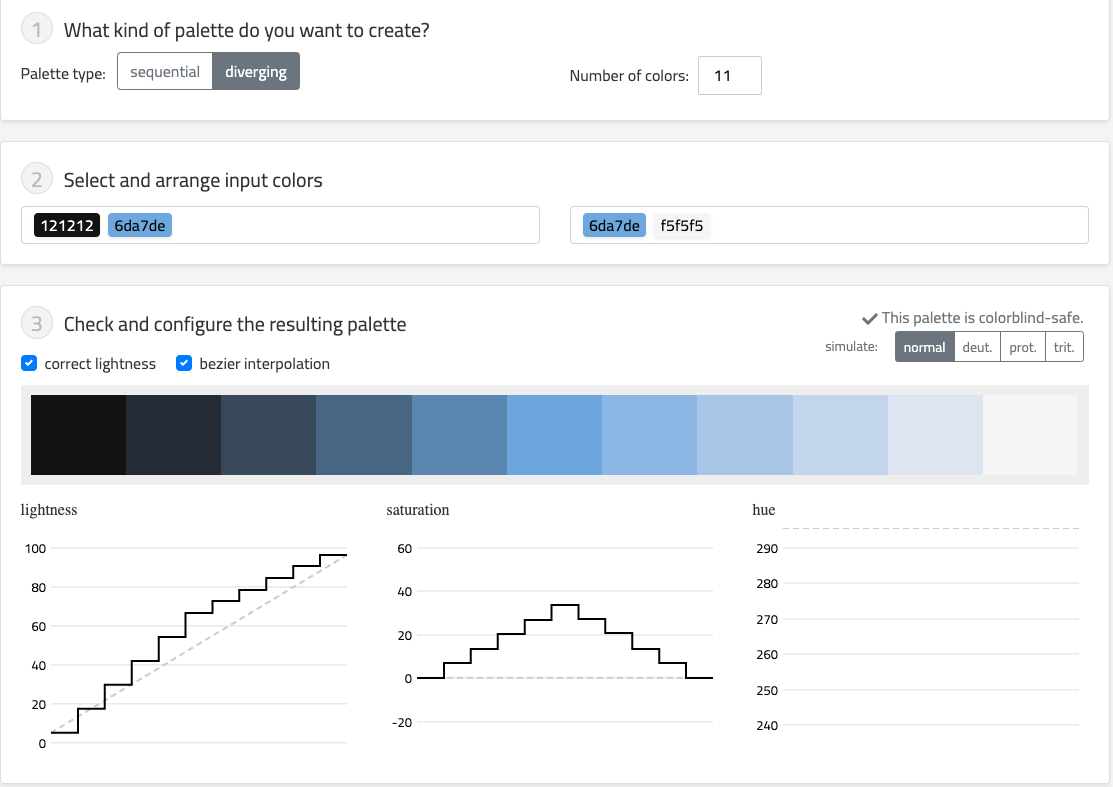 1 What kind of palette do you want to create?
Palette type: sequential diverging Number of colors: 11
2 Select and arrange input colors
121212 6da7de 6da7de f5f5f5
3 Check and configure the resulting palette
This palette is colorblind-safe.
simulate: normal deut. prot. trit.
correct lightness bezier interpolation
lightness
100
80
60
40
20
0
saturation
60
40
20
0
-20
hue
290
280
270
260
250
240